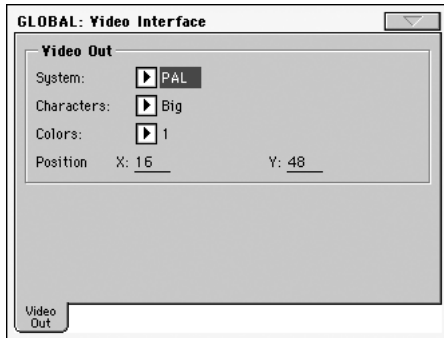 GLOBAL: Video Interface
Video Out
System: PAL
Characters: Big
Colors: 1
Position X: 16 Y: 48
Video Out